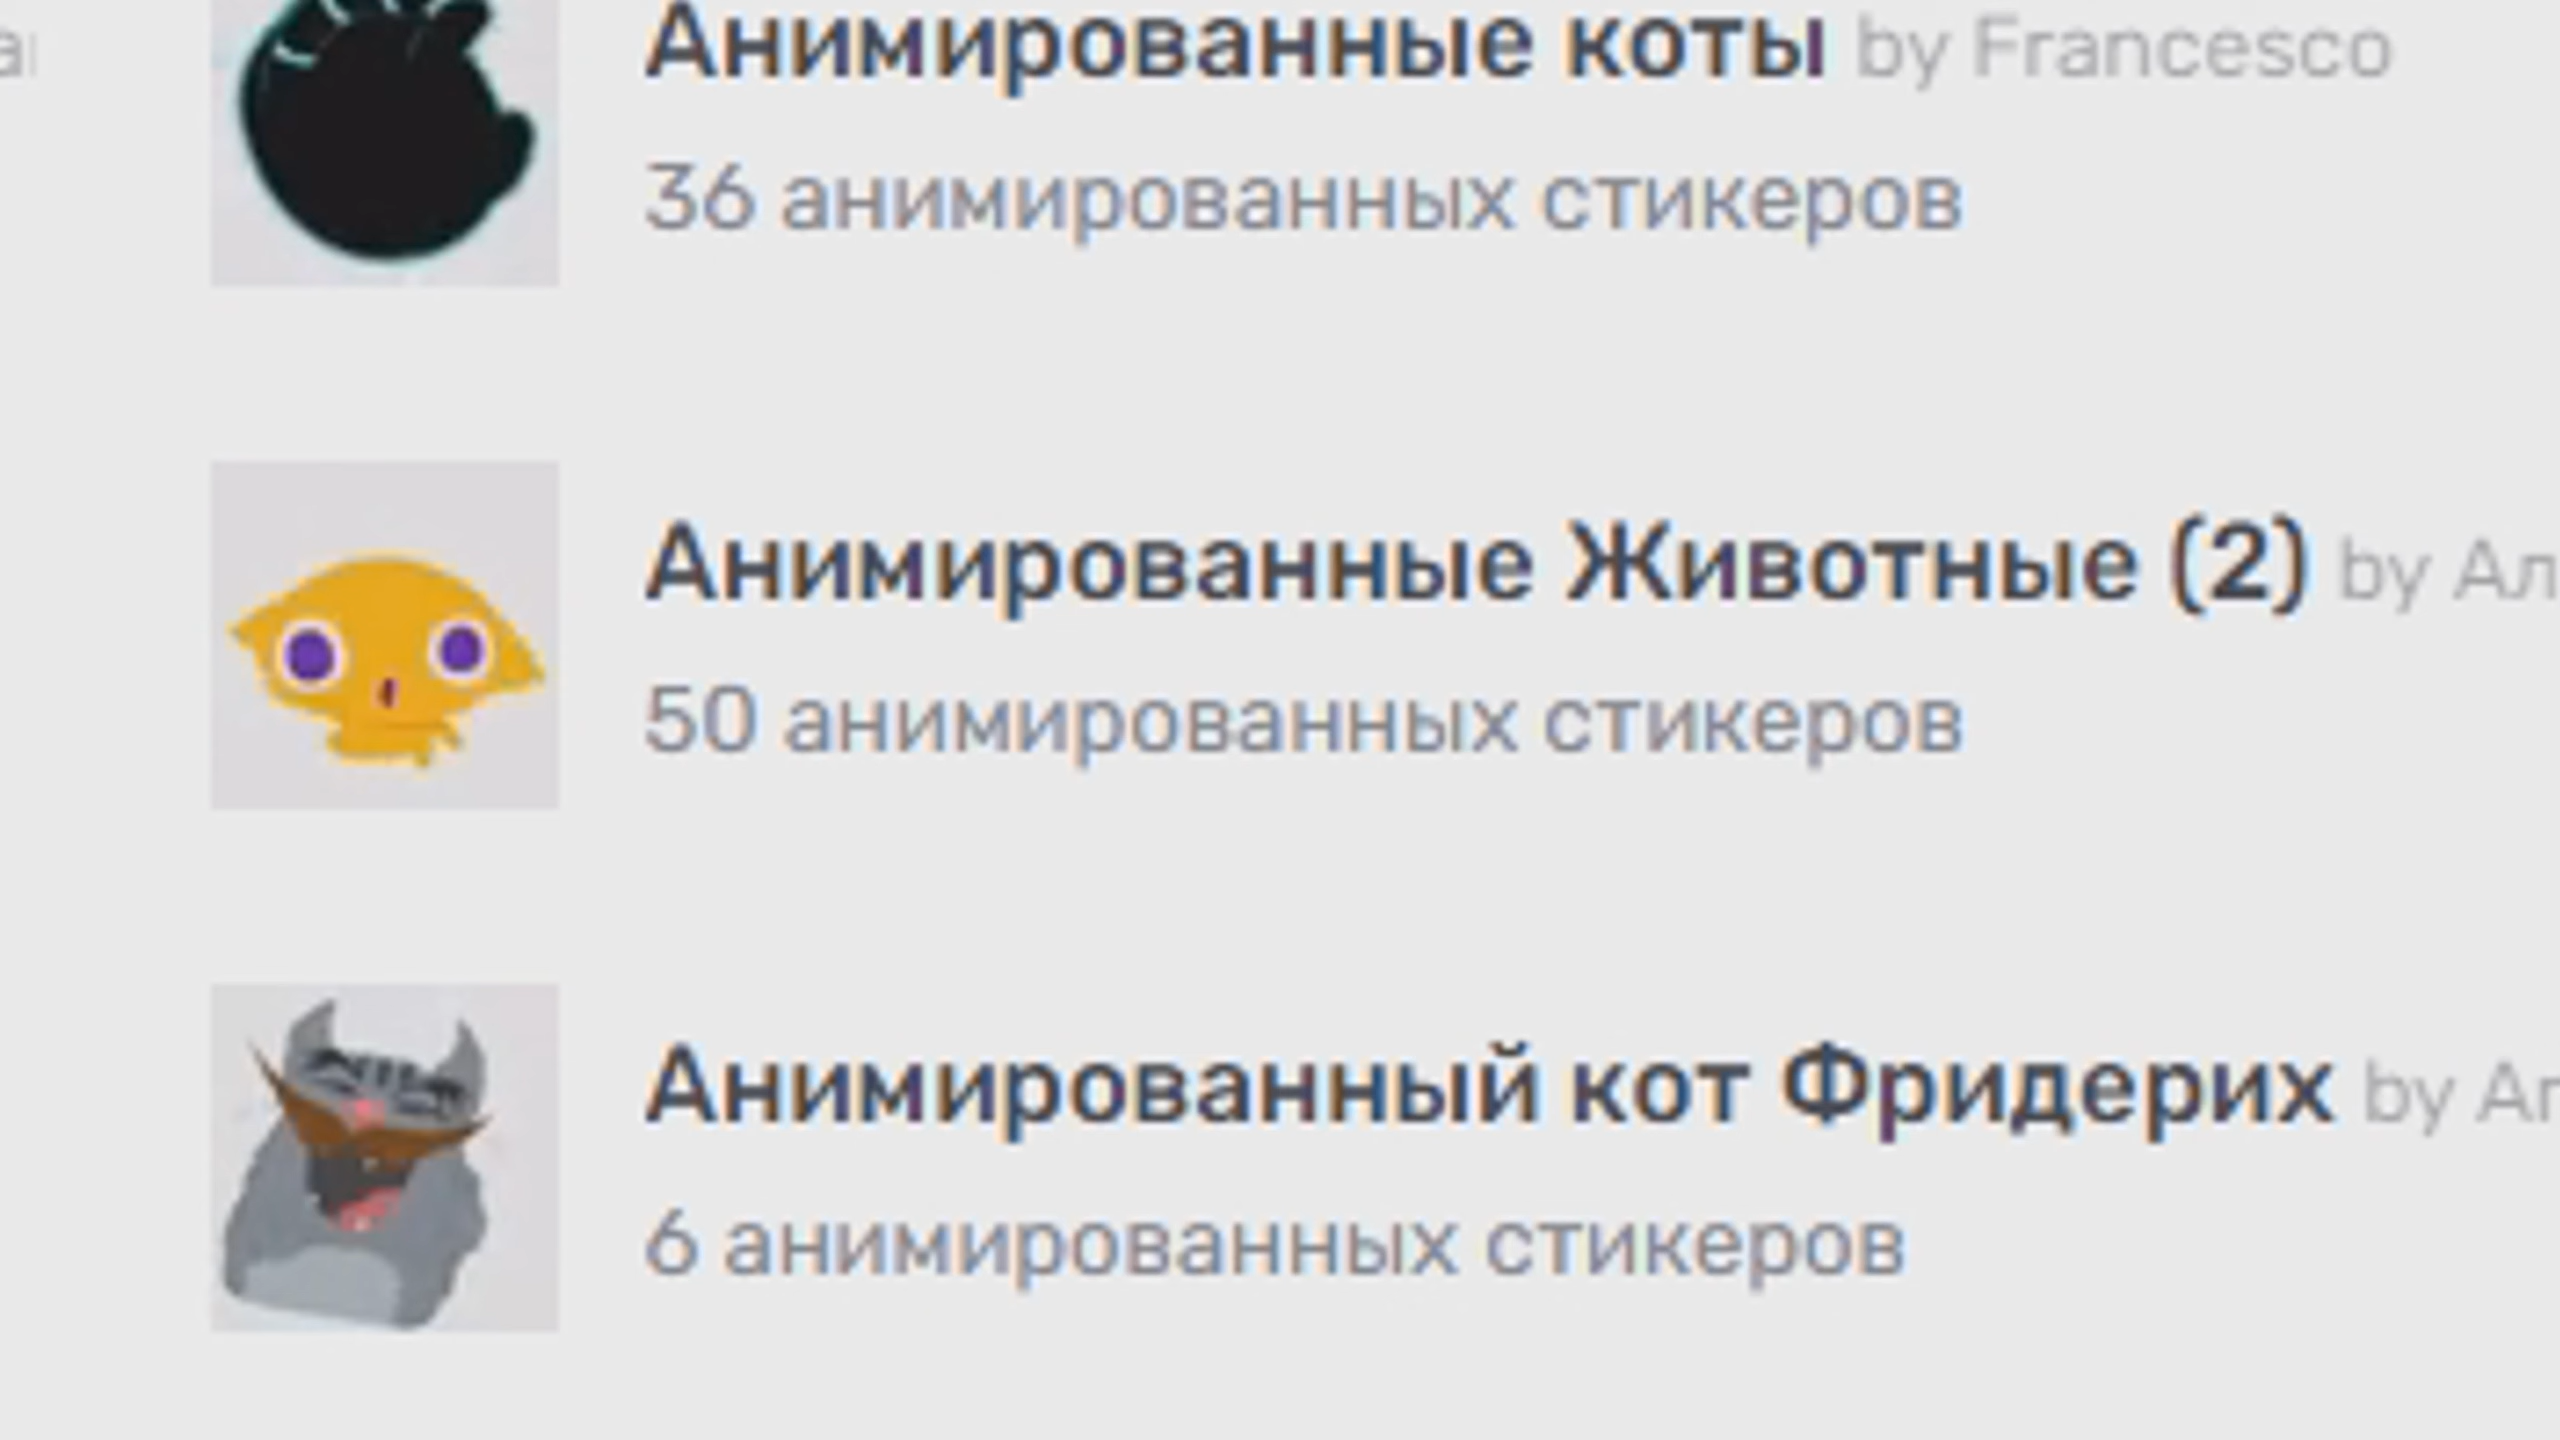 Анимированные коты by Francesco
36 анимированных стикеров
Анимированные Животные (2) by
50 анимированных стикеров
Анимированный кот Фридерих by
6 анимированных стикеров